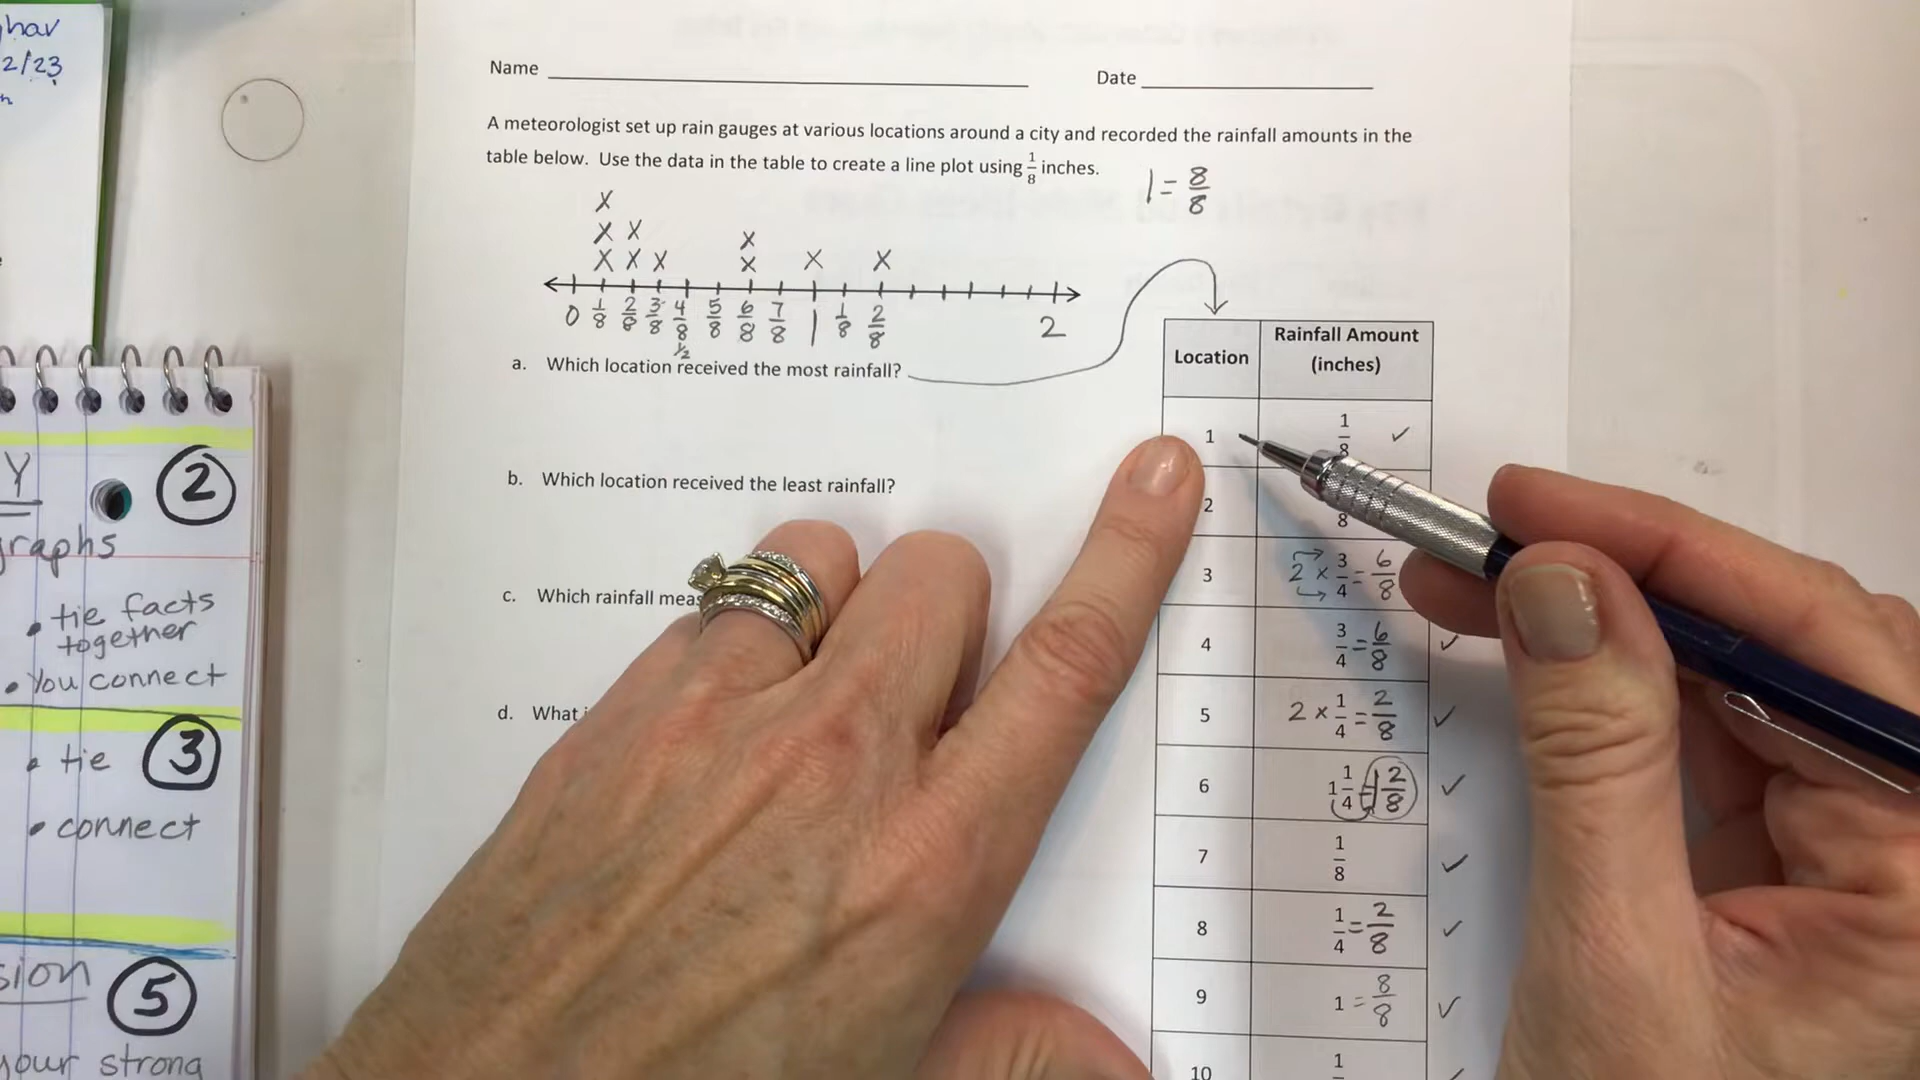 hav
2/23
Name
Date
A meteorologist set up rain gauges at various locations around a city and recorded the rainfall amounts in the
table below. Use the data in the table to create a line plot using 1/8 inches.
1 = 8/8
X
X X X
X X X X X X
0 1/8 2/8 3/8 4/8 5/8 6/8 7/8 1 1/8 2/8 2
1/2
a. Which location received the most rainfall?
b. Which location received the least rainfall?
c. Which rainfall meas
d. What i
Location Rainfall Amount
(inches)
1 1/8 ✓
2 8
3 2 × 3/4 = 6/8
4 3/4 = 6/8 ✓
5 2 × 1/4 = 2/8 ✓
6 1 1/4 = 1 2/8 ✓
7 1/8 ✓
8 1/4 = 2/8 ✓
9 1 = 8/8 ✓
10 1
Y 2
raphs
• tie facts
together
• You connect
• tie 3
• connect
sion 5
your strong